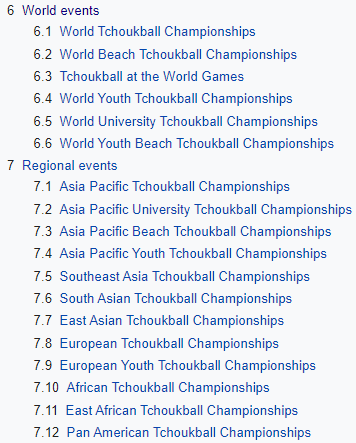 6 World events
6.1 World Tchoukball Championships
6.2 World Beach Tchoukball Championships
6.3 Tchoukball at the World Games
6.4 World Youth Tchoukball Championships
6.5 World University Tchoukball Championships
6.6 World Youth Beach Tchoukball Championships
7 Regional events
7.1 Asia Pacific Tchoukball Championships
7.2 Asia Pacific University Tchoukball Championships
7.3 Asia Pacific Beach Tchoukball Championships
7.4 Asia Pacific Youth Tchoukball Championships
7.5 Southeast Asia Tchoukball Championships
7.6 South Asian Tchoukball Championships
7.7 East Asian Tchoukball Championships
7.8 European Tchoukball Championships
7.9 European Youth Tchoukball Championships
7.10 African Tchoukball Championships
7.11 East African Tchoukball Championships
7.12 Pan American Tchoukball Championships